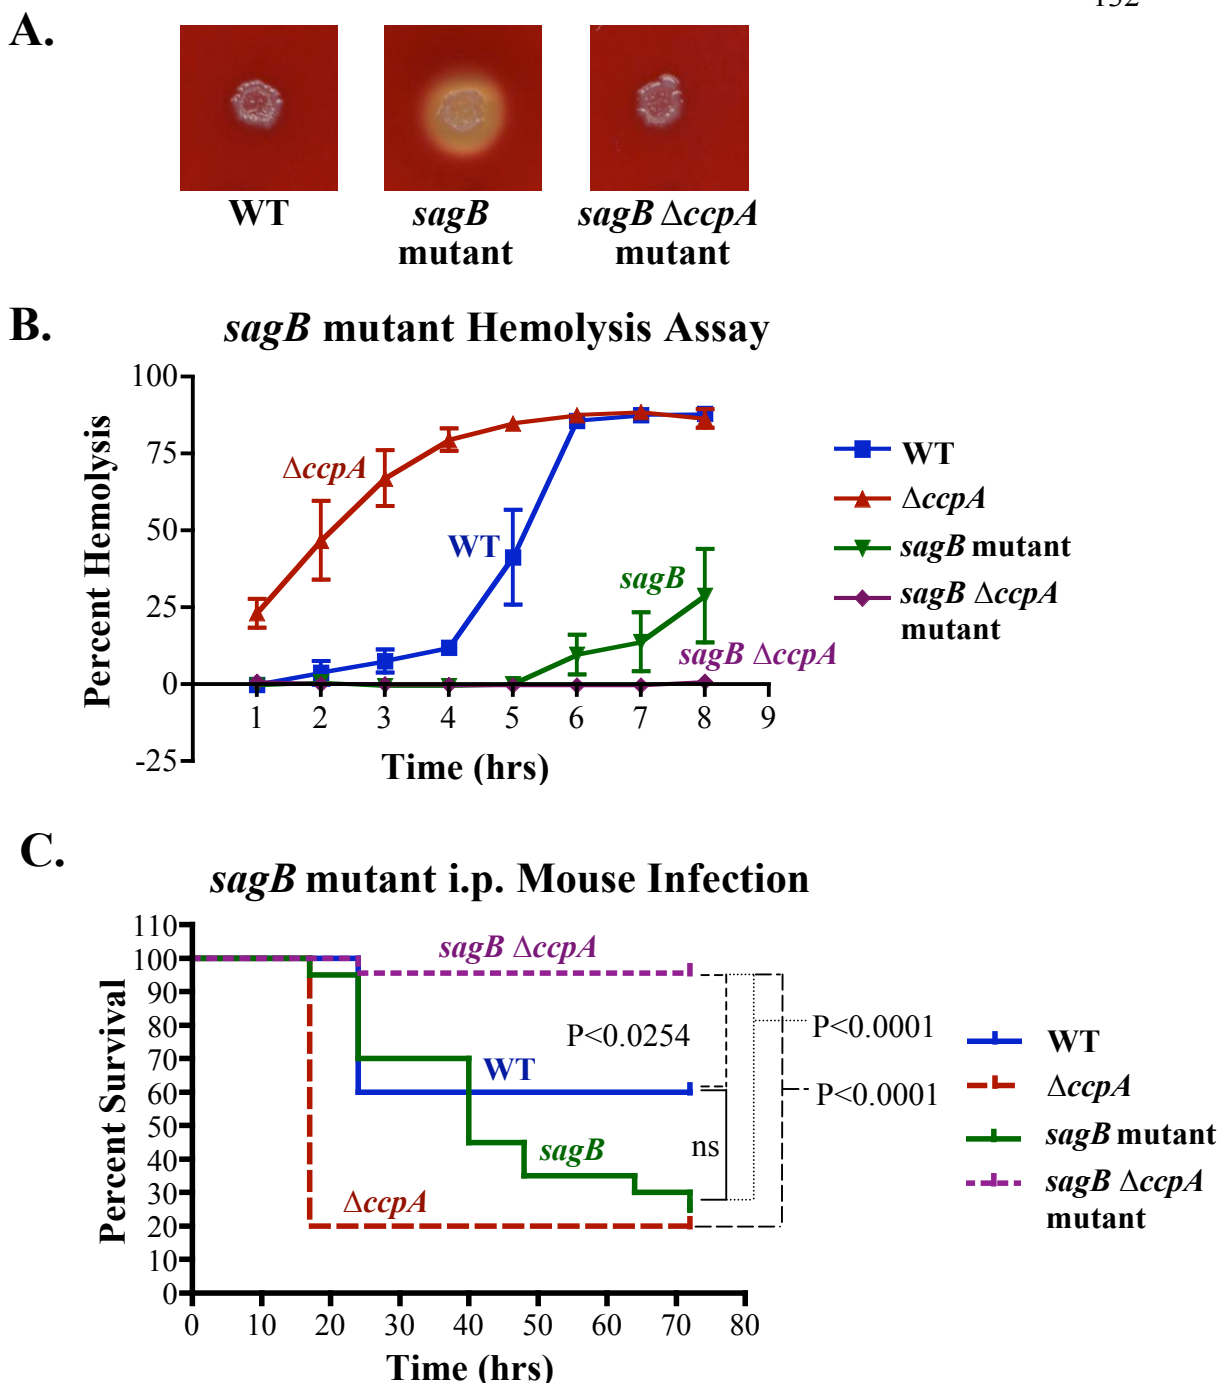 132
A.
WT
sagB
mutant
sagB ΔccpA
mutant
B.
sagB mutant Hemolysis Assay
Percent Hemolysis
100
75
50
25
0
-25
1 2 3 4 5 6 7 8 9
Time (hrs)
ΔccpA
WT
sagB
sagB ΔccpA
WT
ΔccpA
sagB mutant
sagB ΔccpA
mutant
C.
sagB mutant i.p. Mouse Infection
Percent Survival
110
100
90
80
70
60
50
40
30
20
10
0
0 10 20 30 40 50 60 70 80
Time (hrs)
sagB ΔccpA
P<0.0254
WT
ns
sagB
ΔccpA
P<0.0001
P<0.0001
WT
ΔccpA
sagB mutant
sagB ΔccpA
mutant